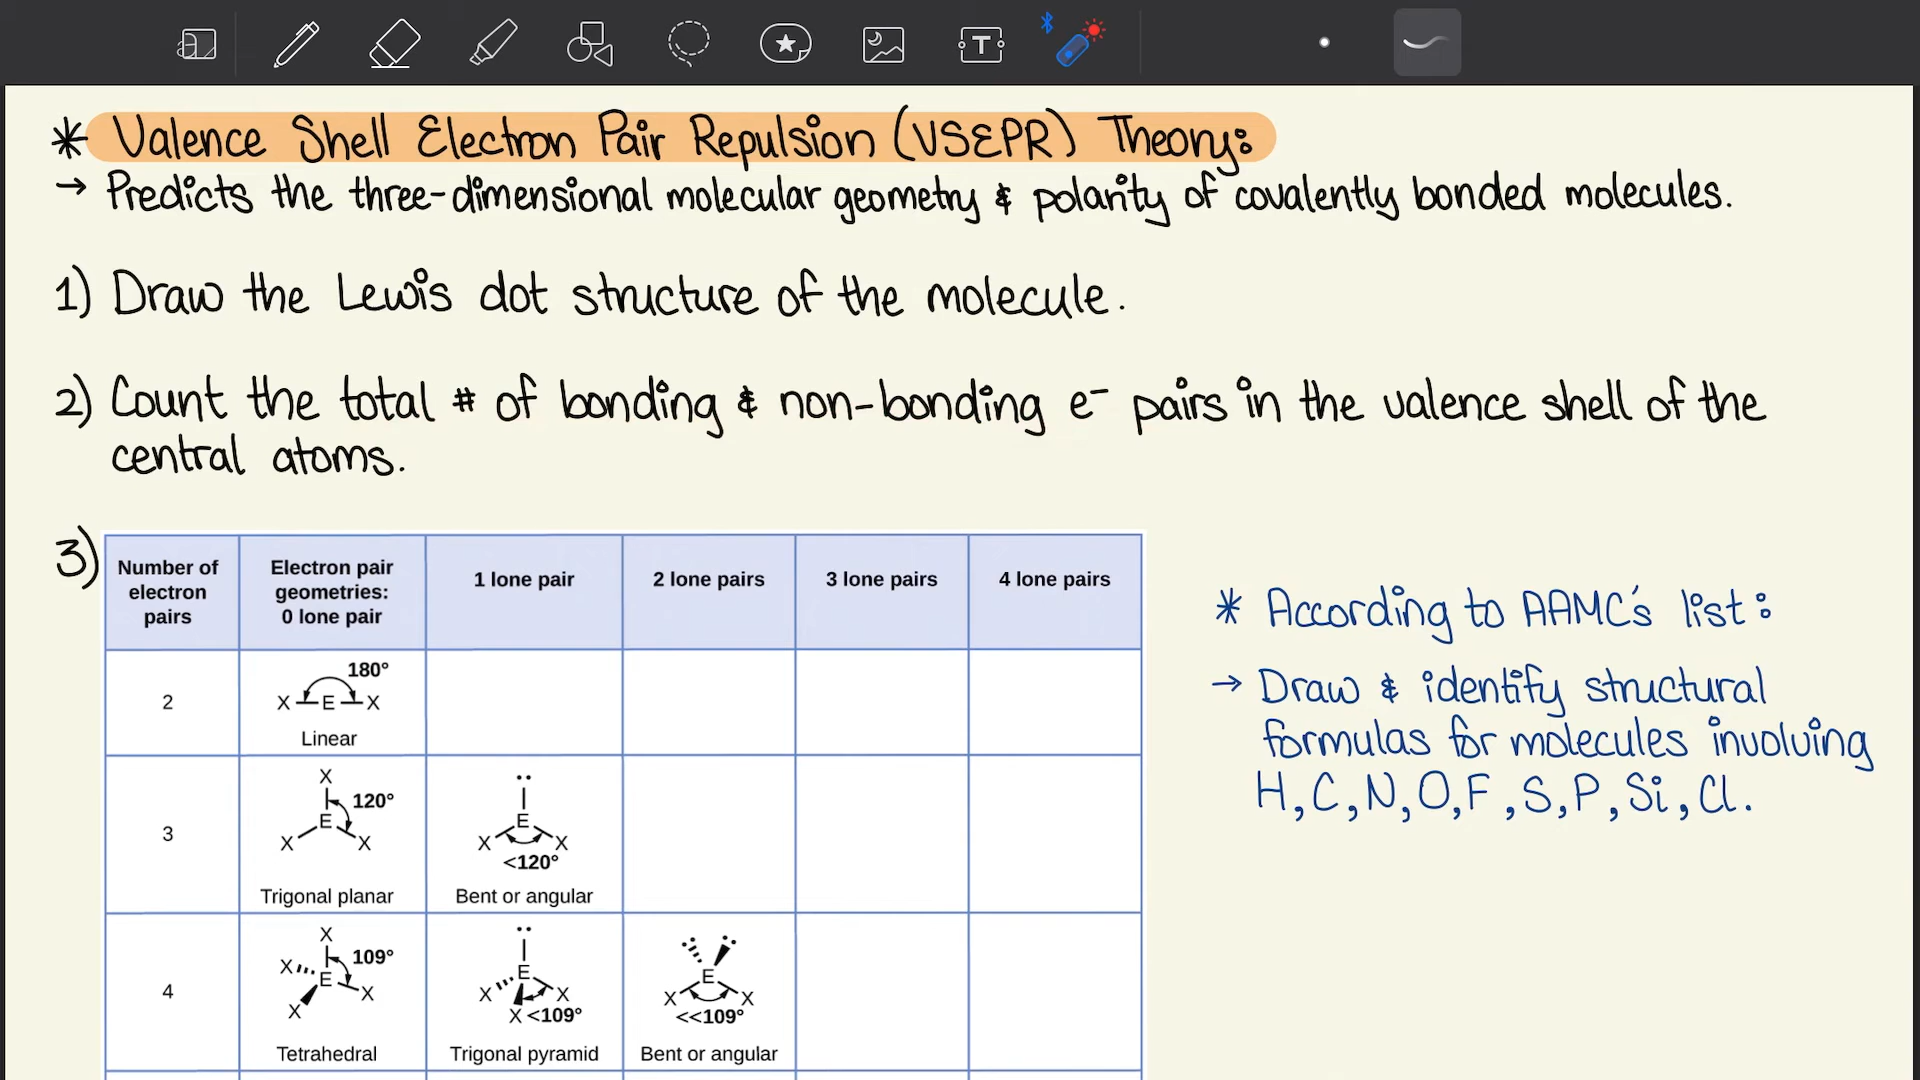 * Valence Shell Electron Pair Repulsion (VSEPR) Theory:
→ Predicts the three-dimensional molecular geometry & polarity of covalently bonded molecules.
1) Draw the Lewis dot structure of the molecule.
2) Count the total # of bonding & non-bonding e⁻ pairs in the valence shell of the
central atoms.
3)
Number of
electron
pairs
Electron pair
geometries:
0 lone pair
1 lone pair
2 lone pairs
3 lone pairs
4 lone pairs
2
180°
X E X
Linear
3
X
120°
E
X X
Trigonal planar
E
X X
<120°
Bent or angular
4
X
109°
X E
X X
Tetrahedral
E
X X
X <109°
Trigonal pyramid
E
X X
<<109°
Bent or angular
* According to AAMC's list:
→ Draw & identify structural
formulas for molecules involving
H, C, N, O, F, S, P, Si, Cl.
T